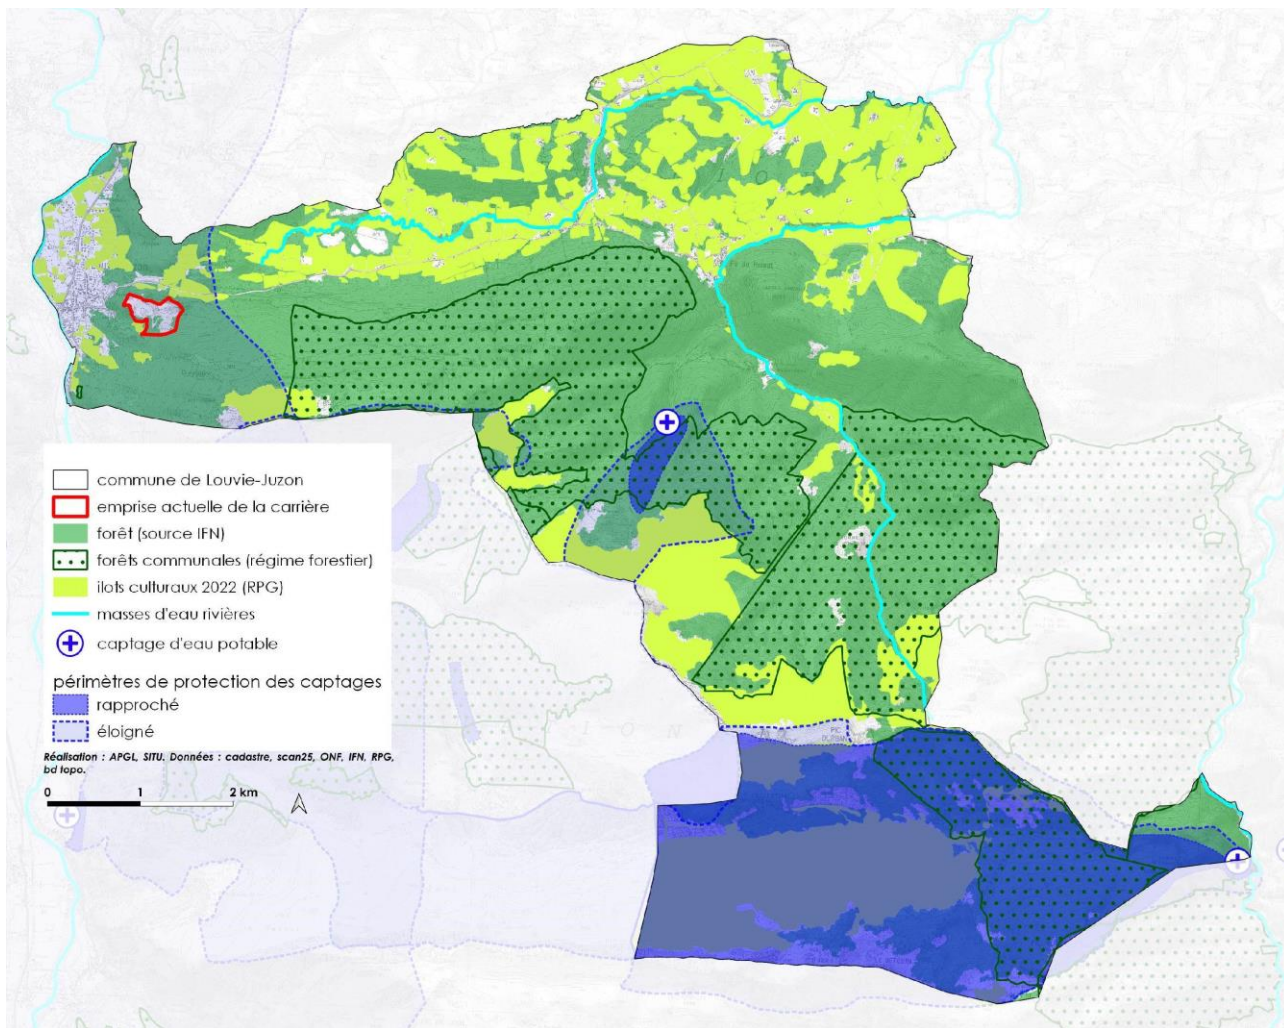 commune de Louvie-Juzon
emprise actuelle de la carrière
forêt (source IFN)
forêts communales (régime forestier)
ilots culturaux 2022 (RPG)
masses d'eau rivières
captage d'eau potable
périmètres de protection des captages
rapproché
éloigné
Réalisation : APGL, SITU. Données : cadastre, scan25, ONF, IFN, RPG,
bd topo.
0 1 2 km